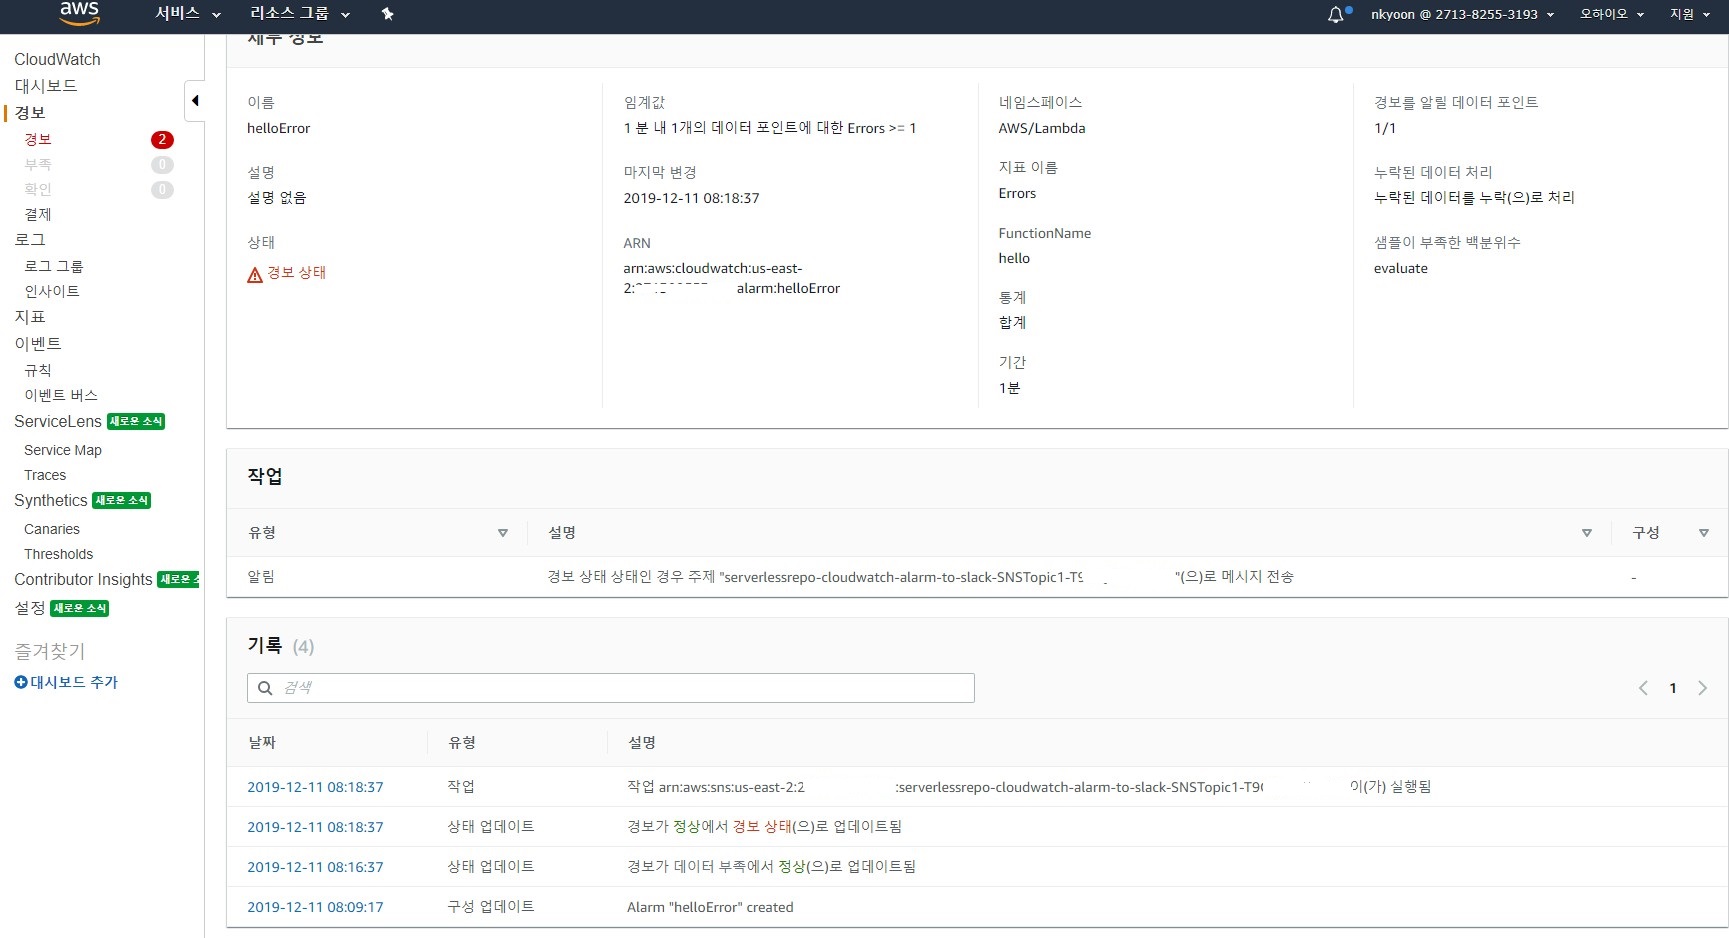 aws
서비스
리소스 그룹
nkyoon @ 2713-8255-3193
오하이오
지원
CloudWatch
대시보드
경보
경보 2
부족 0
확인 0
결제
로그
로그 그룹
인사이트
지표
이벤트
규칙
이벤트 버스
ServiceLens 새로운 소식
Service Map
Traces
Synthetics 새로운 소식
Canaries
Thresholds
Contributor Insights 새로운
설정 새로운 소식
즐겨찾기
대시보드 추가
세부 정보
이름
helloError
설명
설명 없음
상태
경보 상태
임계값
1 분 내 1개의 데이터 포인트에 대한 Errors >= 1
마지막 변경
2019-12-11 08:18:37
ARN
arn:aws:cloudwatch:us-east-
2: alarm:helloError
네임스페이스
AWS/Lambda
지표 이름
Errors
FunctionName
hello
통계
합계
기간
1분
경보를 알릴 데이터 포인트
1/1
누락된 데이터 처리
누락된 데이터를 누락(으)로 처리
샘플이 부족한 백분위수
evaluate
작업
유형 설명 구성
알림 경보 상태 상태인 경우 주제 "serverlessrepo-cloudwatch-alarm-to-slack-SNSTopic1-T9 "(으)로 메시지 전송 -
기록 (4)
검색
1
날짜 유형 설명
2019-12-11 08:18:37 작업 작업 arn:aws:sns:us-east-2:2 :serverlessrepo-cloudwatch-alarm-to-slack-SNSTopic1-T9 이(가) 실행됨
2019-12-11 08:18:37 상태 업데이트 경보가 정상에서 경보 상태(으)로 업데이트됨
2019-12-11 08:16:37 상태 업데이트 경보가 데이터 부족에서 정상(으)로 업데이트됨
2019-12-11 08:09:17 구성 업데이트 Alarm "helloError" created